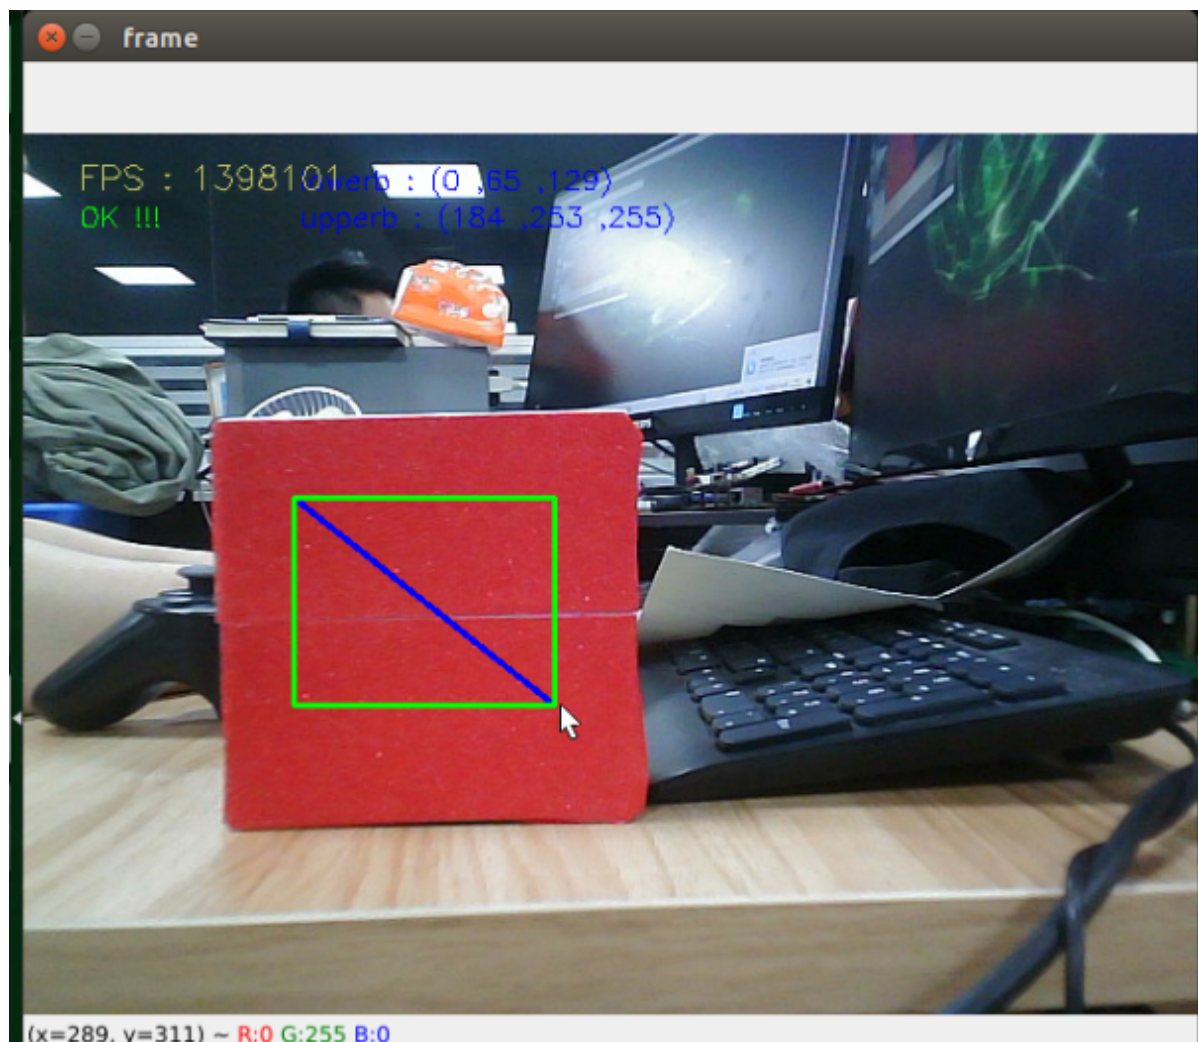 frame
FPS : 1398101
lowerb : (0 ,65 ,129)
OK !!!
upperb : (184 ,253 ,255)
(x=289, y=311) ~ R:0 G:255 B:0